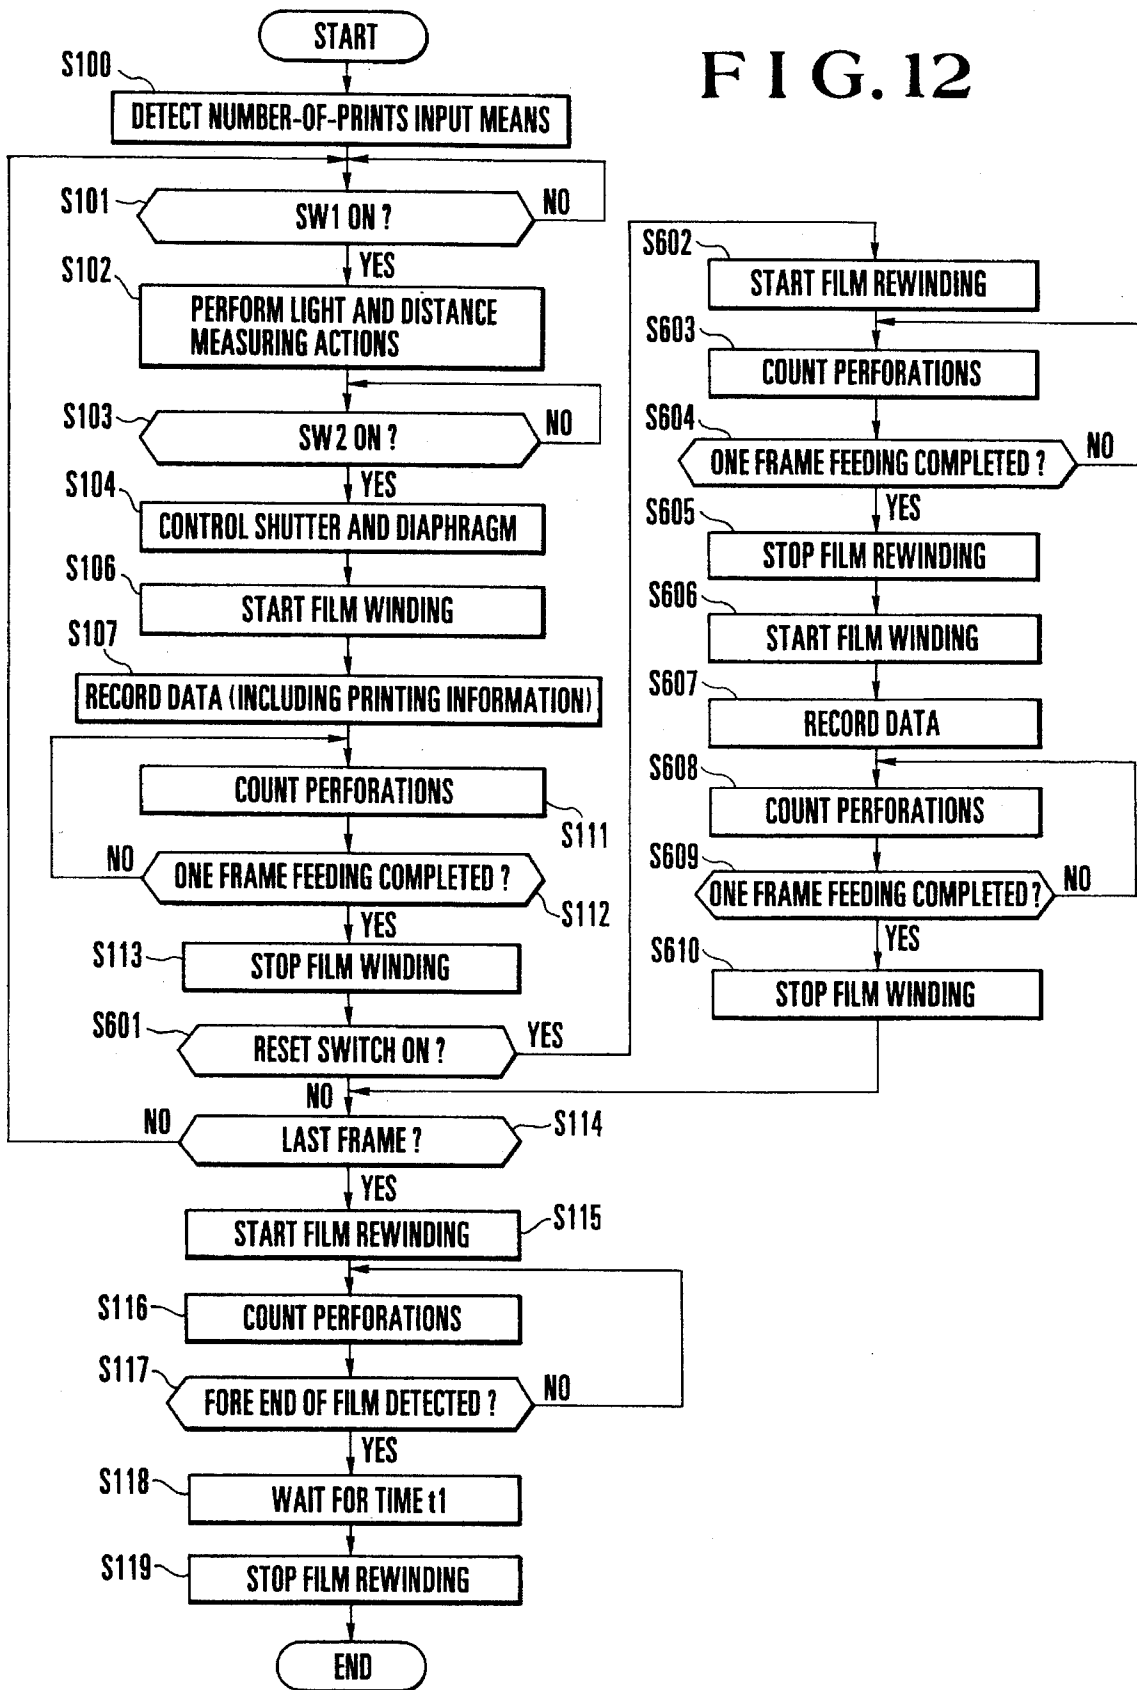 START
FIG. 12
S100
DETECT NUMBER-OF-PRINTS INPUT MEANS
S101
SW1 ON ?
NO
YES
S102
PERFORM LIGHT AND DISTANCE
MEASURING ACTIONS
S103
SW2 ON ?
NO
YES
S104
CONTROL SHUTTER AND DIAPHRAGM
S106
START FILM WINDING
S107
RECORD DATA (INCLUDING PRINTING INFORMATION)
COUNT PERFORATIONS
S111
NO
ONE FRAME FEEDING COMPLETED ?
S112
YES
S113
STOP FILM WINDING
S601
RESET SWITCH ON ?
YES
NO
NO
LAST FRAME ?
S114
YES
START FILM REWINDING
S115
S116
COUNT PERFORATIONS
S117
FORE END OF FILM DETECTED ?
NO
YES
S118
WAIT FOR TIME t1
S119
STOP FILM REWINDING
END
S602
START FILM REWINDING
S603
COUNT PERFORATIONS
S604
ONE FRAME FEEDING COMPLETED ?
NO
YES
S605
STOP FILM REWINDING
S606
START FILM WINDING
S607
RECORD DATA
S608
COUNT PERFORATIONS
S609
ONE FRAME FEEDING COMPLETED ?
NO
YES
S610
STOP FILM WINDING